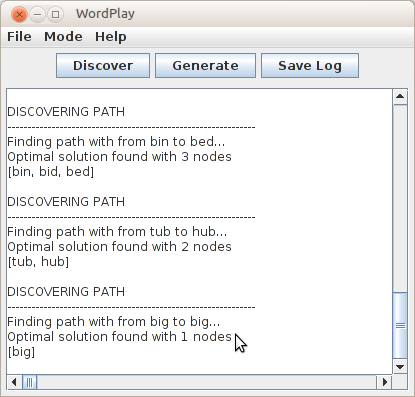 WordPlay
File Mode Help
Discover Generate Save Log
DISCOVERING PATH
--------------------------------------------------------------
Finding path with from bin to bed...
Optimal solution found with 3 nodes
[bin, bid, bed]
DISCOVERING PATH
--------------------------------------------------------------
Finding path with from tub to hub...
Optimal solution found with 2 nodes
[tub, hub]
DISCOVERING PATH
--------------------------------------------------------------
Finding path with from big to big...
Optimal solution found with 1 nodes
[big]